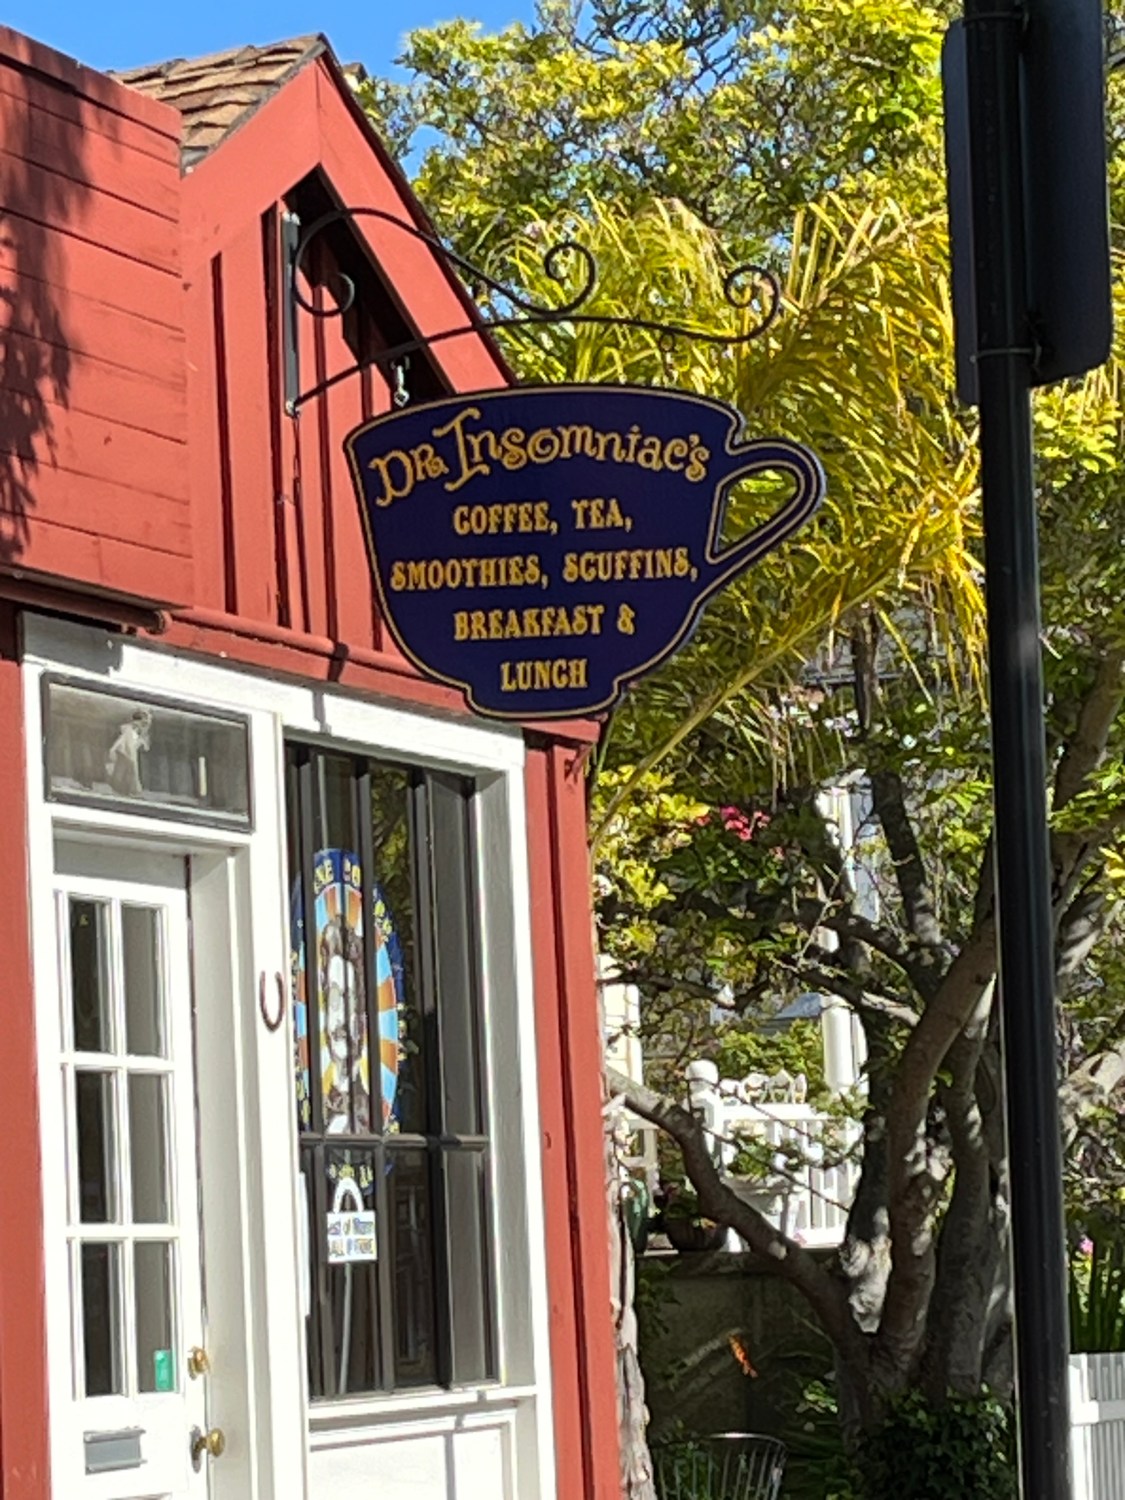 Dr. Insomniac's
COFFEE, TEA,
SMOOTHIES, SCUFFINS,
BREAKFAST &
LUNCH